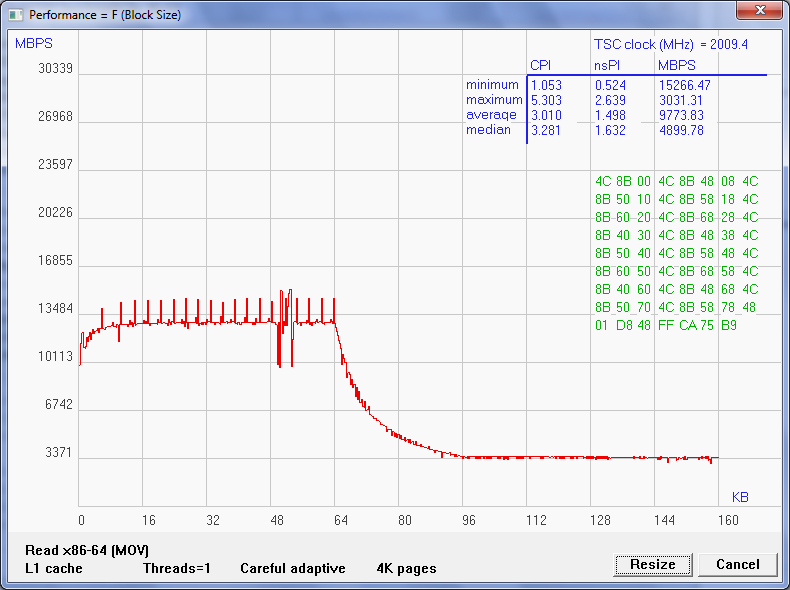 Performance = F (Block Size)
MBPS
TSC clock (MHz) = 2009.4
CPI nsPI MBPS
minimum 1.053 0.524 15266.47
maximum 5.303 2.639 3031.31
average 3.010 1.498 9773.83
median 3.281 1.632 4899.78
30339
26968
23597
20226
16855
13484
10113
6742
3371
4C 8B 00 4C 8B 48 08 4C
8B 50 10 4C 8B 58 18 4C
8B 60 20 4C 8B 68 28 4C
8B 40 30 4C 8B 48 38 4C
8B 50 40 4C 8B 58 48 4C
8B 60 50 4C 8B 68 58 4C
8B 40 60 4C 8B 48 68 4C
8B 50 70 4C 8B 58 78 48
01 D8 48 FF CA 75 B9
KB
0 16 32 48 64 80 96 112 128 144 160
Read x86-64 (MOV)
L1 cache Threads=1 Careful adaptive 4K pages
Resize Cancel